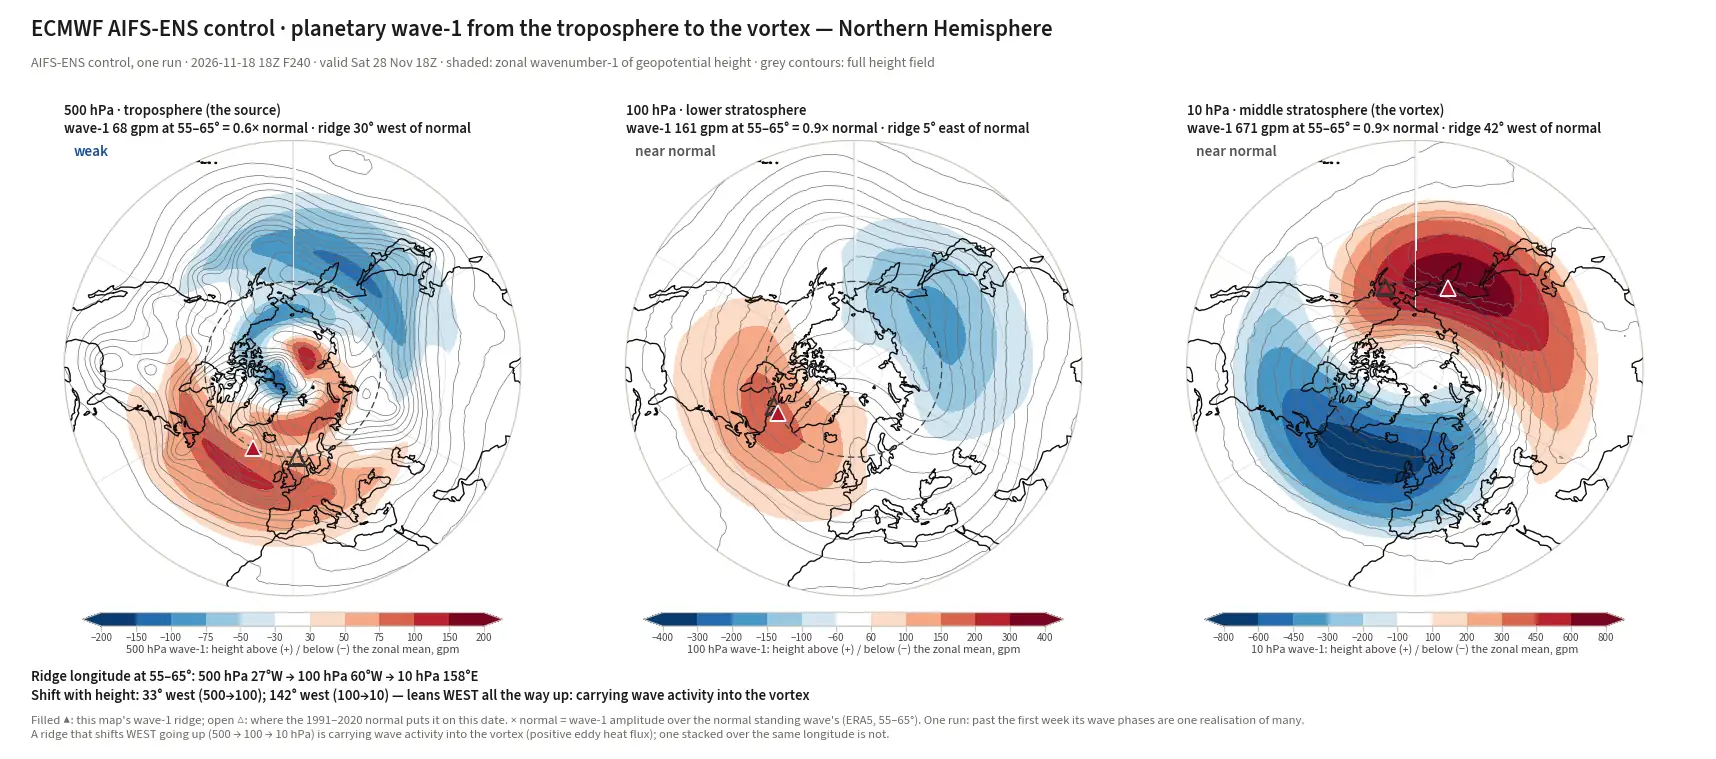 ECMWF AIFS-ENS control · planetary wave-1 from the troposphere to the vortex — Northern Hemisphere
AIFS-ENS control, one run · 2026-11-18 18Z F240 · valid Sat 28 Nov 18Z · shaded: zonal wavenumber-1 of geopotential height · grey contours: full height field
500 hPa · troposphere (the source)
wave-1 68 gpm at 55–65° = 0.6× normal · ridge 30° west of normal
weak
100 hPa · lower stratosphere
wave-1 161 gpm at 55–65° = 0.9× normal · ridge 5° east of normal
near normal
10 hPa · middle stratosphere (the vortex)
wave-1 671 gpm at 55–65° = 0.9× normal · ridge 42° west of normal
near normal
−200 −150 −100 −75 −50 −30 30 50 75 100 150 200
500 hPa wave-1: height above (+) / below (−) the zonal mean, gpm
−400 −300 −200 −150 −100 −60 60 100 150 200 300 400
100 hPa wave-1: height above (+) / below (−) the zonal mean, gpm
−800 −600 −450 −300 −200 −100 100 200 300 450 600 800
10 hPa wave-1: height above (+) / below (−) the zonal mean, gpm
Ridge longitude at 55–65°: 500 hPa 27°W → 100 hPa 60°W → 10 hPa 158°E
Shift with height: 33° west (500→100); 142° west (100→10) — leans WEST all the way up: carrying wave activity into the vortex
Filled ▲: this map's wave-1 ridge; open △: where the 1991–2020 normal puts it on this date. × normal = wave-1 amplitude over the normal standing wave's (ERA5, 55–65°). One run: past the first week its wave phases are one realisation of many.
A ridge that shifts WEST going up (500 → 100 → 10 hPa) is carrying wave activity into the vortex (positive eddy heat flux); one stacked over the same longitude is not.